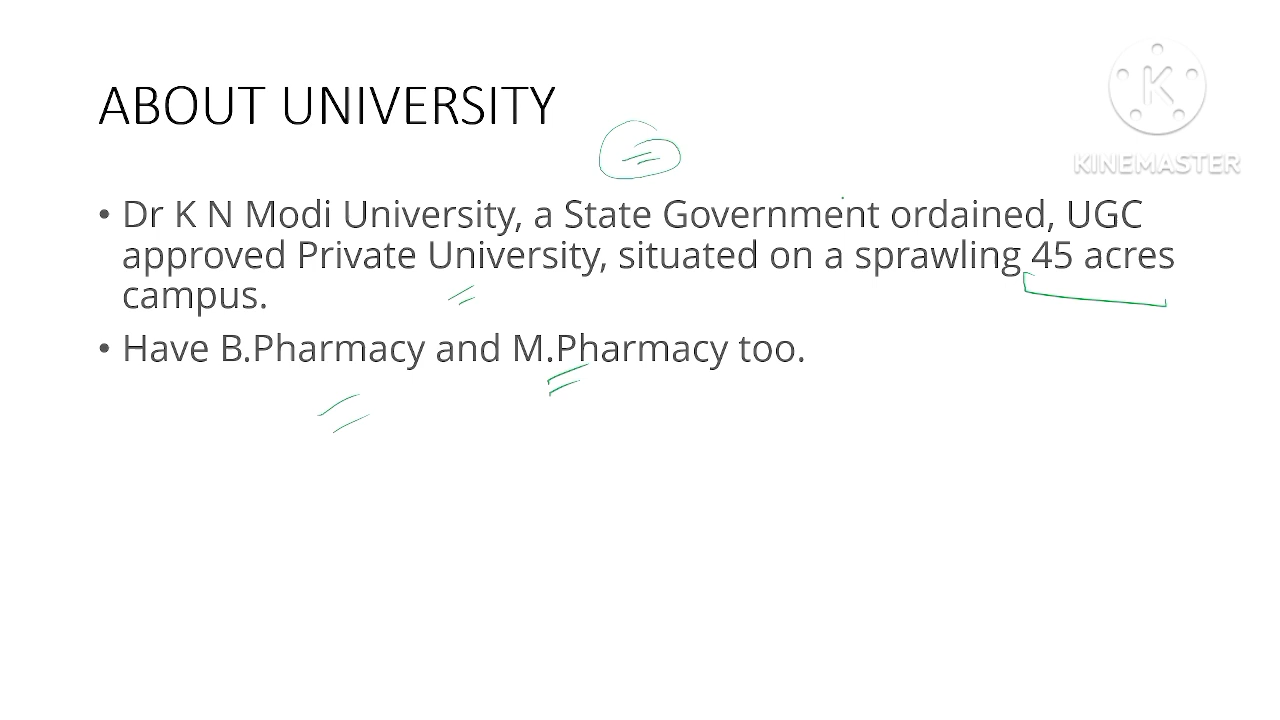 ABOUT UNIVERSITY
K
KINEMASTER
• Dr K N Modi University, a State Government ordained, UGC
approved Private University, situated on a sprawling 45 acres
campus.
• Have B.Pharmacy and M.Pharmacy too.